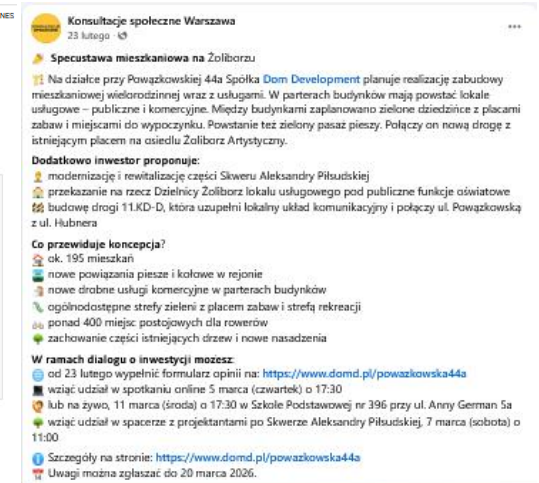 NES
Konsultacje społeczne Warszawa
23 lutego
Specustawa mieszkaniowa na Żoliborzu
Na działce przy Powązkowskiej 44a Spółka Dom Development planuje realizację zabudowy
mieszkaniowej wielorodzinnej wraz z usługami. W parterach budynków mają powstać lokale
usługowe – publiczne i komercyjne. Między budynkami zaplanowano zielone dziedzińce z placami
zabaw i miejscami do wypoczynku. Powstanie też zielony pasaż pieszy. Połączy on nową drogę z
istniejącym placem na osiedlu Żoliborz Artystyczny.
Dodatkowo inwestor proponuje:
modernizację i rewitalizację części Skweru Aleksandry Piłsudskiej
przekazanie na rzecz Dzielnicy Żoliborz lokalu usługowego pod publiczne funkcje oświatowe
budowę drogi 11.KD-D, która uzupełni lokalny układ komunikacyjny i połączy ul. Powązkowską
z ul. Hubnera
Co przewiduje koncepcja?
ok. 195 mieszkań
nowe powiązania piesze i kołowe w rejonie
nowe drobne usługi komercyjne w parterach budynków
ogólnodostępne strefy zieleni z placem zabaw i strefą rekreacji
ponad 400 miejsc postojowych dla rowerów
zachowanie części istniejących drzew i nowe nasadzenia
W ramach dialogu o inwestycji możesz:
od 23 lutego wypełnić formularz opinii na: https://www.domd.pl/powazkowska44a
wziąć udział w spotkaniu online 5 marca (czwartek) o 17:30
lub na żywo, 11 marca (środa) o 17:30 w Szkole Podstawowej nr 396 przy ul. Anny German 5a
wziąć udział w spacerze z projektantami po Skwerze Aleksandry Piłsudskiej, 7 marca (sobota) o
11:00
Szczegóły na stronie: https://www.domd.pl/powazkowska44a
Uwagi można zgłaszać do 20 marca 2026.